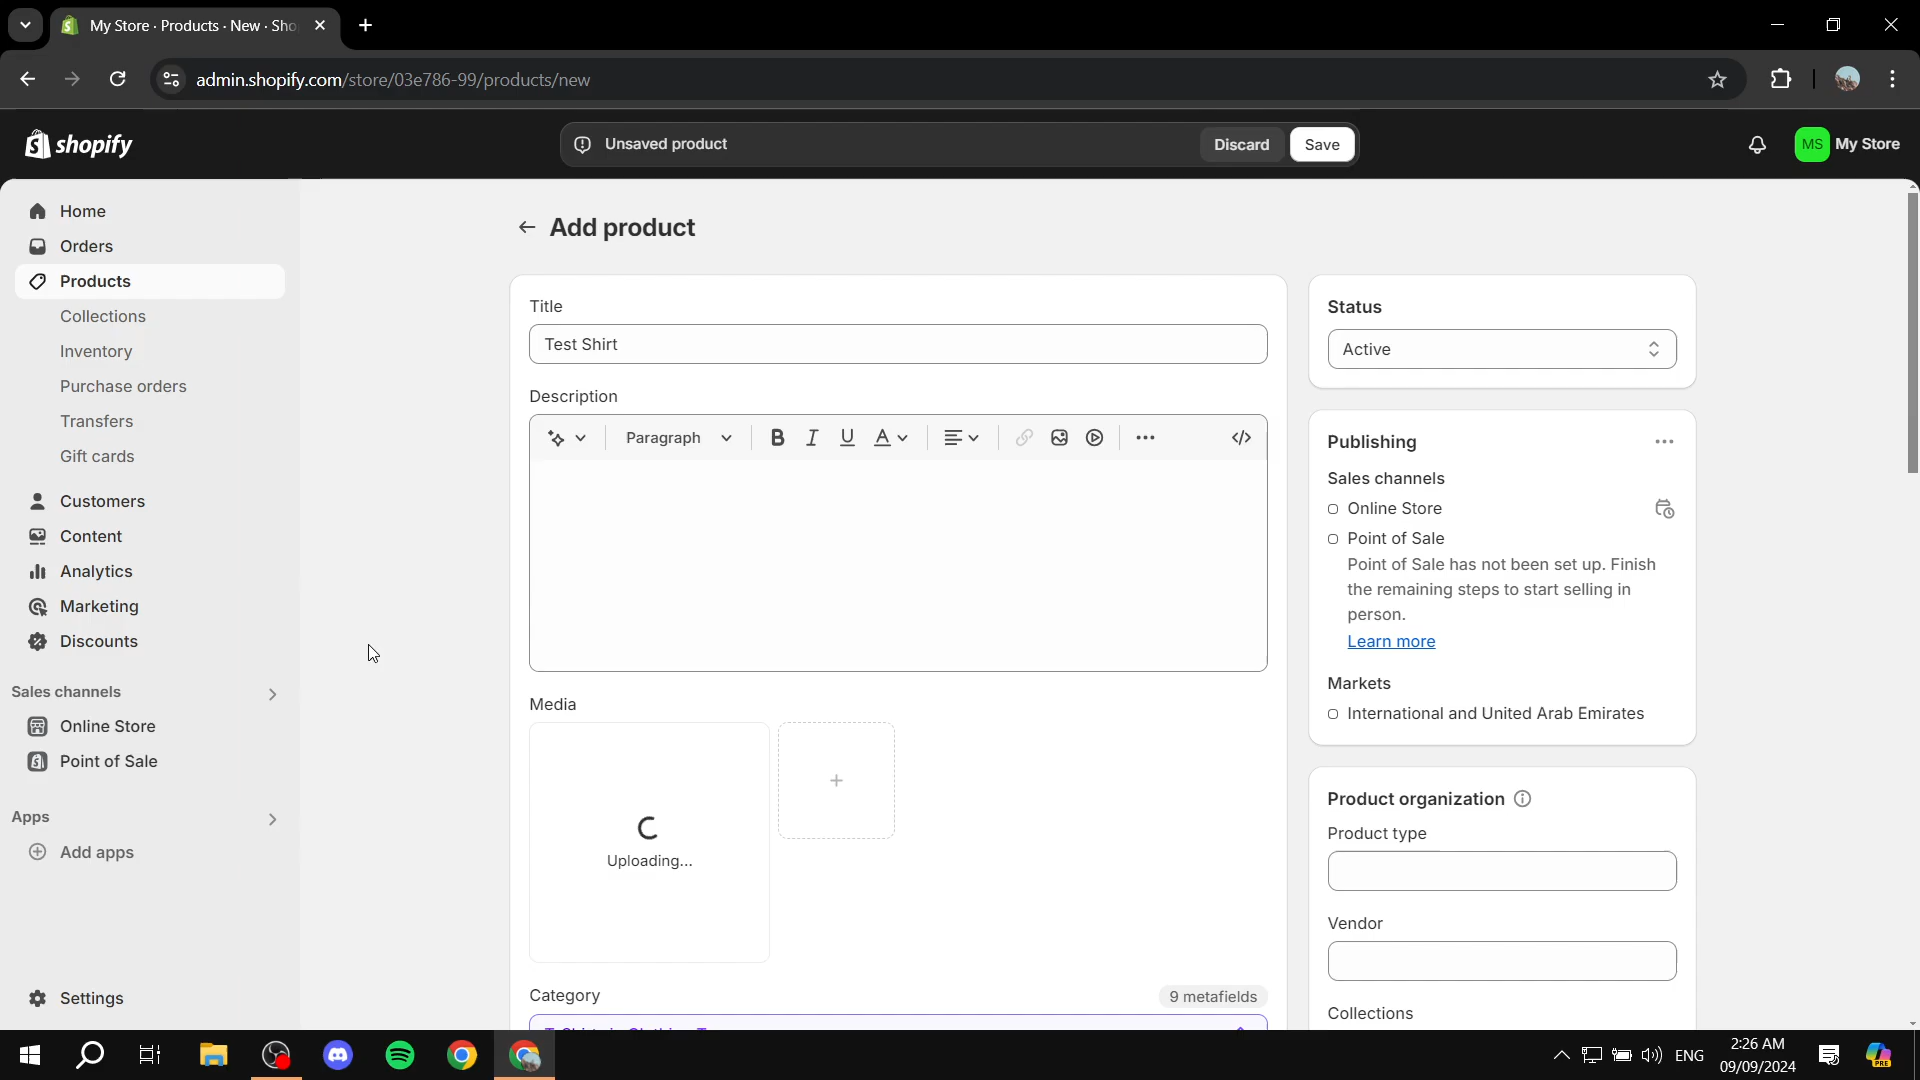 My Store · Products · New · Sho
admin.shopify.com/store/03e786-99/products/new
shopify
Unsaved product
Discard
Save
MS
My Store
Home
Orders
Products
Collections
Inventory
Purchase orders
Transfers
Gift cards
Customers
Content
Analytics
Marketing
Discounts
Sales channels
Online Store
Point of Sale
Apps
Add apps
Settings
Add product
Title
Test Shirt
Description
Paragraph
B I U A
Media
Uploading...
Category
9 metafields
Status
Active
Publishing
Sales channels
Online Store
Point of Sale
Point of Sale has not been set up. Finish
the remaining steps to start selling in
person.
Learn more
Markets
International and United Arab Emirates
Product organization
Product type
Vendor
Collections
ENG
2:26 AM
09/09/2024
PRE